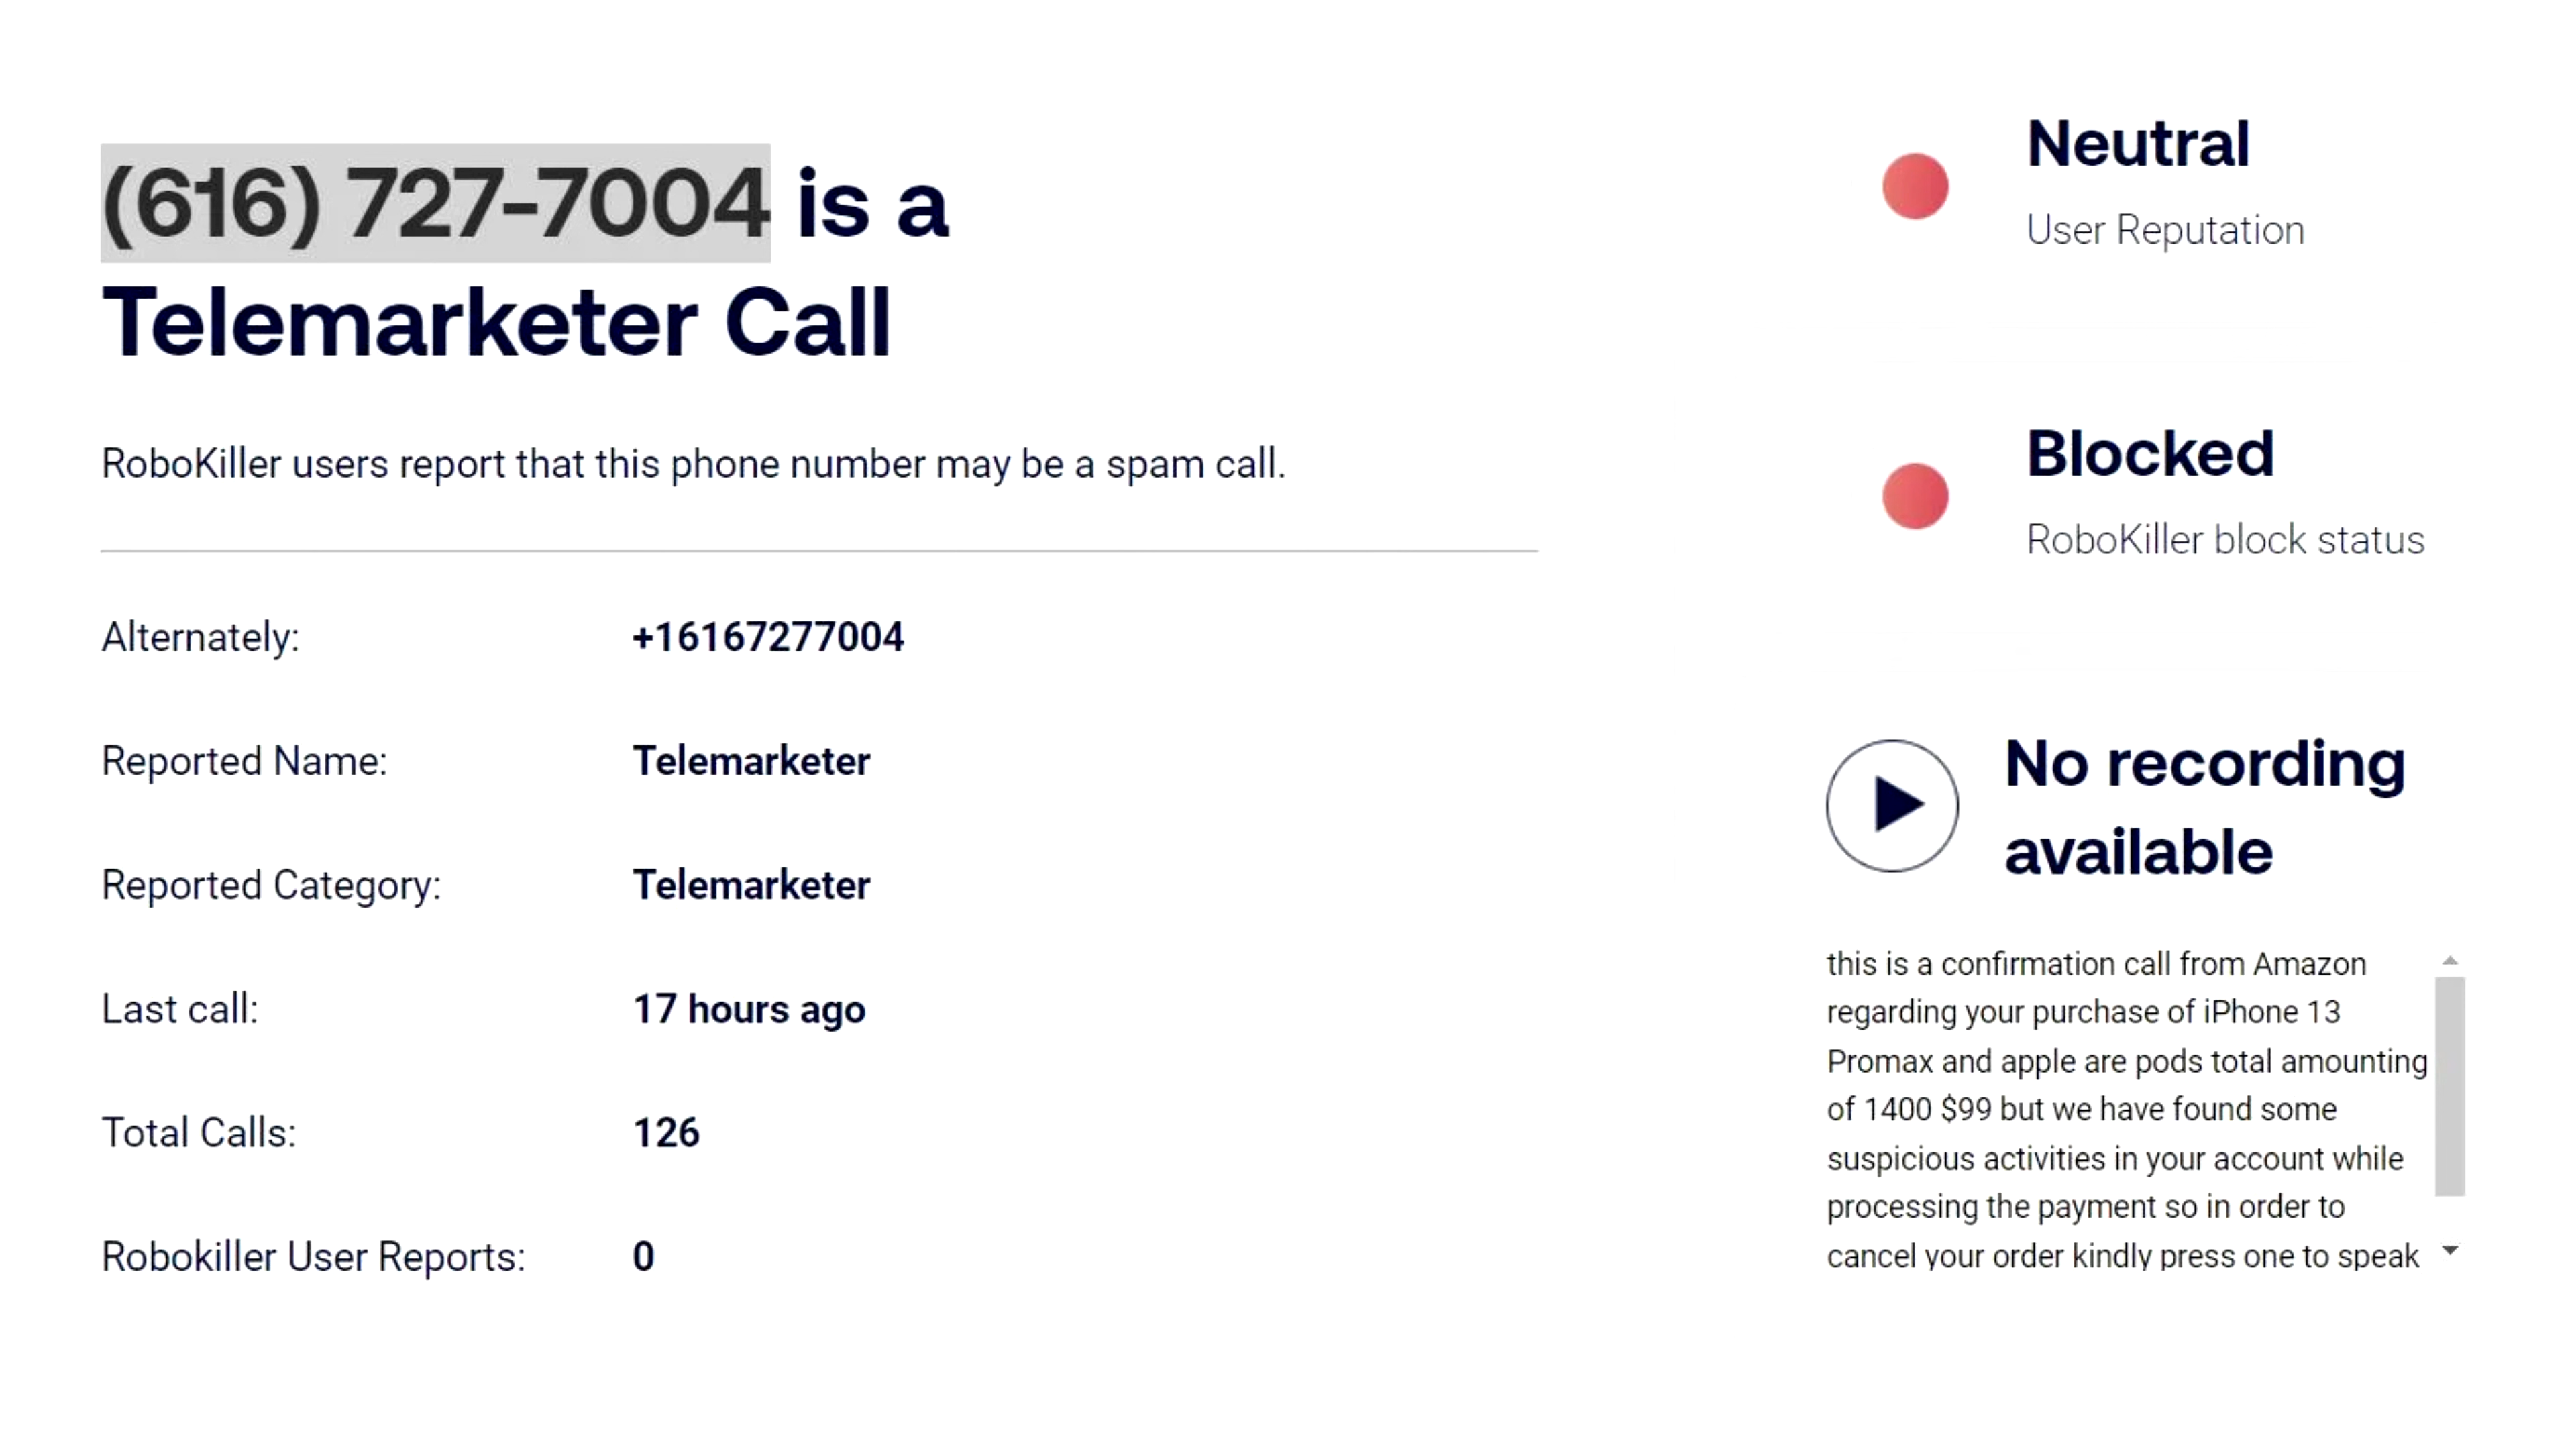 (616) 727-7004 is a
Telemarketer Call
RoboKiller users report that this phone number may be a spam call.
Alternately: +16167277004
Reported Name: Telemarketer
Reported Category: Telemarketer
Last call: 17 hours ago
Total Calls: 126
Robokiller User Reports: 0
Neutral
User Reputation
Blocked
RoboKiller block status
No recording
available
this is a confirmation call from Amazon
regarding your purchase of iPhone 13
Promax and apple are pods total amounting
of 1400 $99 but we have found some
suspicious activities in your account while
processing the payment so in order to
cancel your order kindly press one to speak